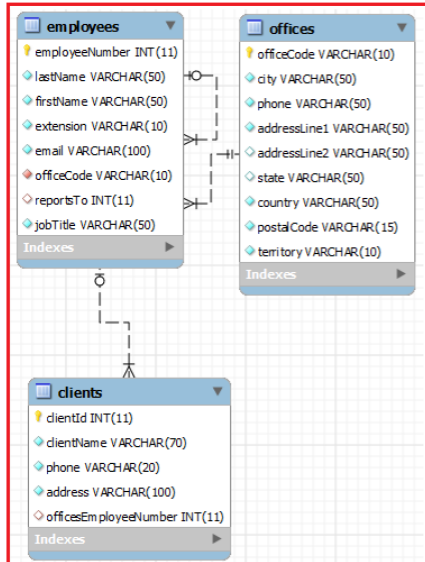 employees
employeeNumber INT(11)
lastName VARCHAR(50)
firstName VARCHAR(50)
extension VARCHAR(10)
email VARCHAR(100)
officeCode VARCHAR(10)
reportsTo INT(11)
jobTitle VARCHAR(50)
Indexes
offices
officeCode VARCHAR(10)
city VARCHAR(50)
phone VARCHAR(50)
addressLine1 VARCHAR(50)
addressLine2 VARCHAR(50)
state VARCHAR(50)
country VARCHAR(50)
postalCode VARCHAR(15)
territory VARCHAR(10)
Indexes
clients
clientId INT(11)
clientName VARCHAR(70)
phone VARCHAR(20)
address VARCHAR(100)
officesEmployeeNumber INT(11)
Indexes